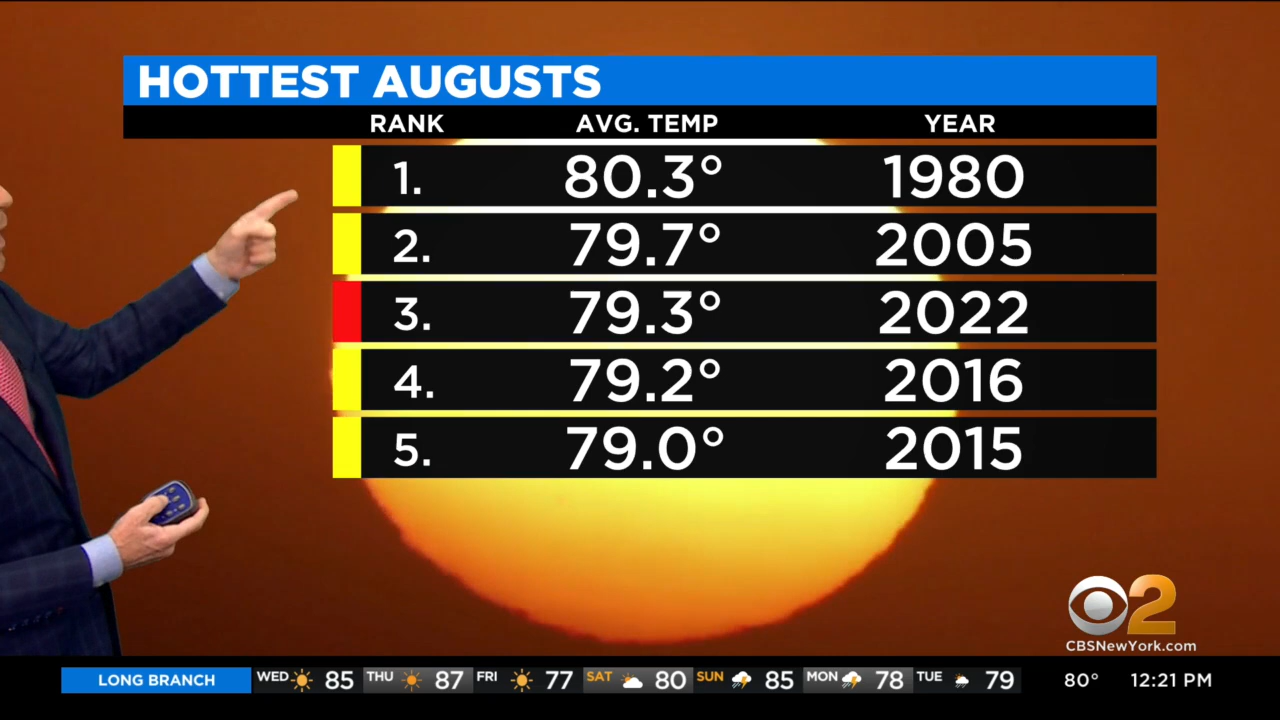 HOTTEST AUGUSTS
RANK AVG. TEMP YEAR
1. 80.3° 1980
2. 79.7° 2005
3. 79.3° 2022
4. 79.2° 2016
5. 79.0° 2015
2
CBSNewYork.com
LONG BRANCH WED 85 THU 87 FRI 77 SAT 80 SUN 85 MON 78 TUE 79 80° 12:21 PM